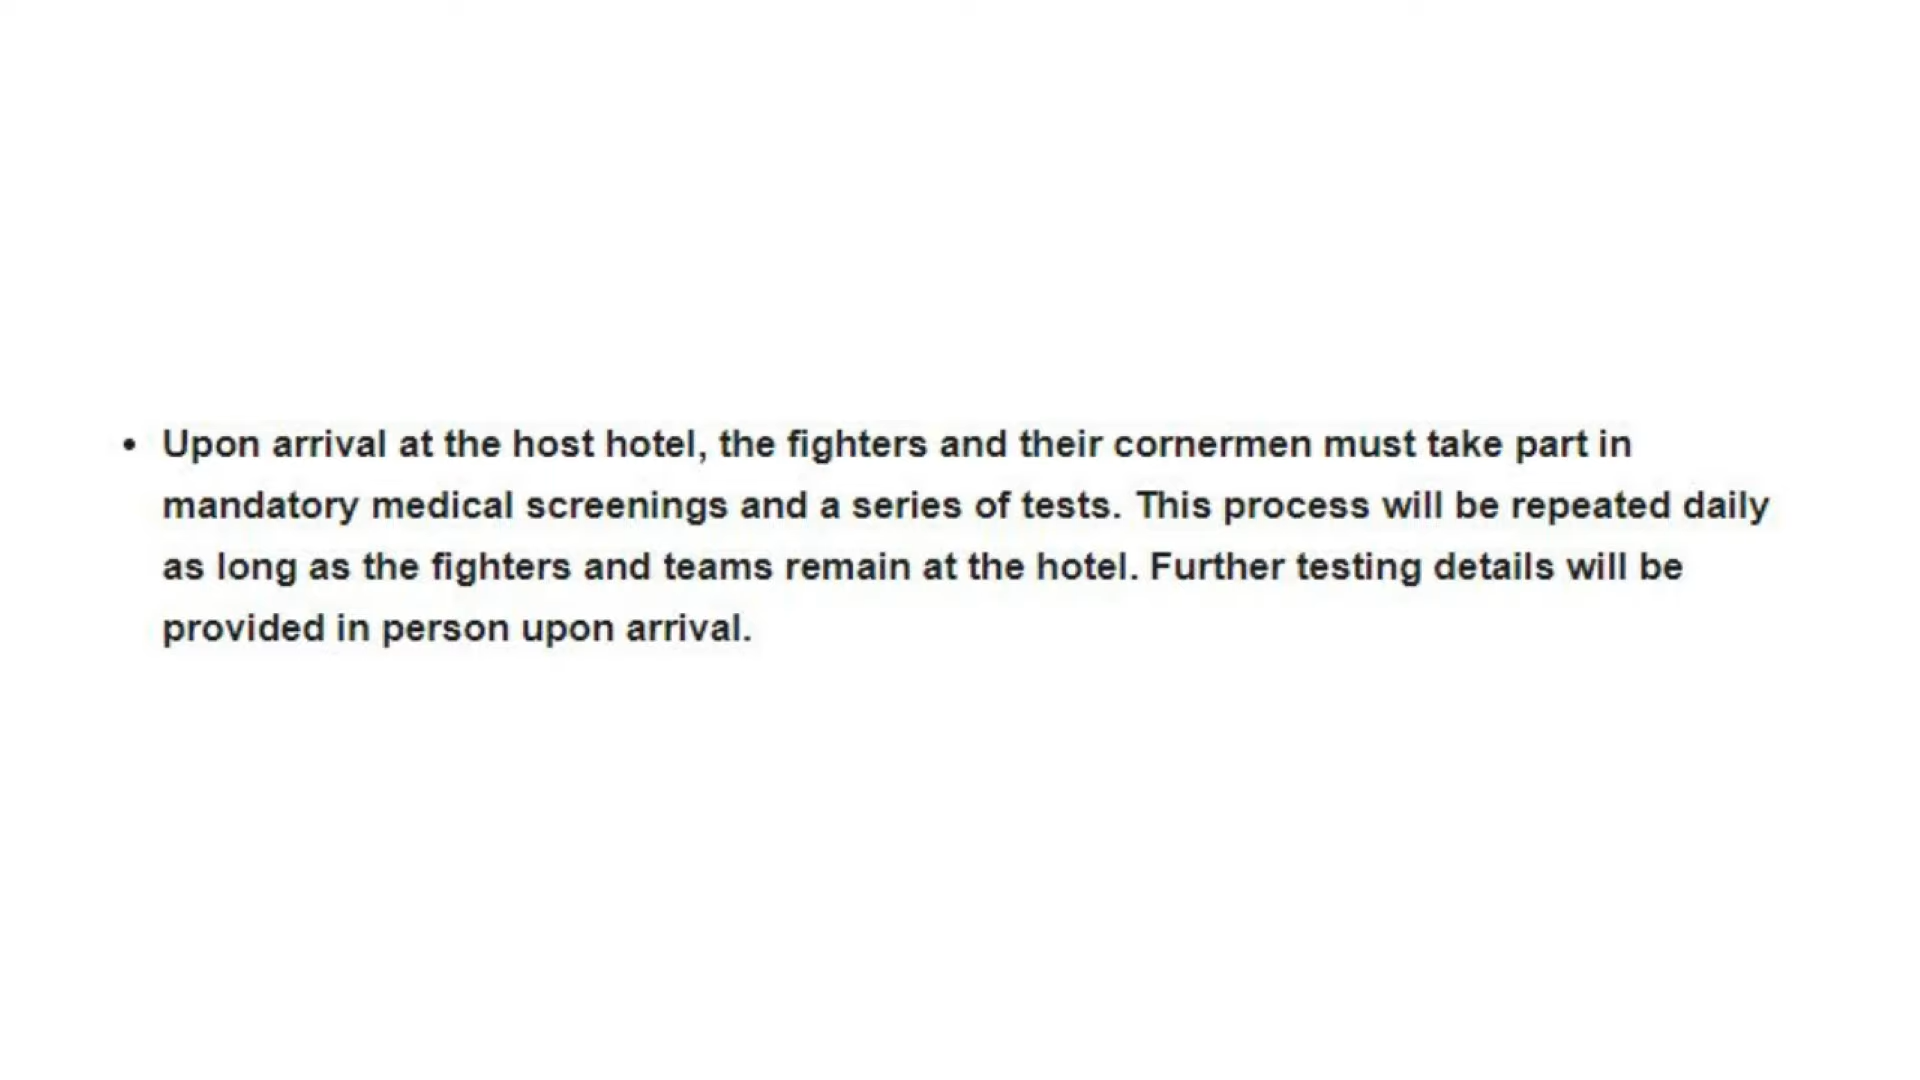 • Upon arrival at the host hotel, the fighters and their cornermen must take part in
mandatory medical screenings and a series of tests. This process will be repeated daily
as long as the fighters and teams remain at the hotel. Further testing details will be
provided in person upon arrival.